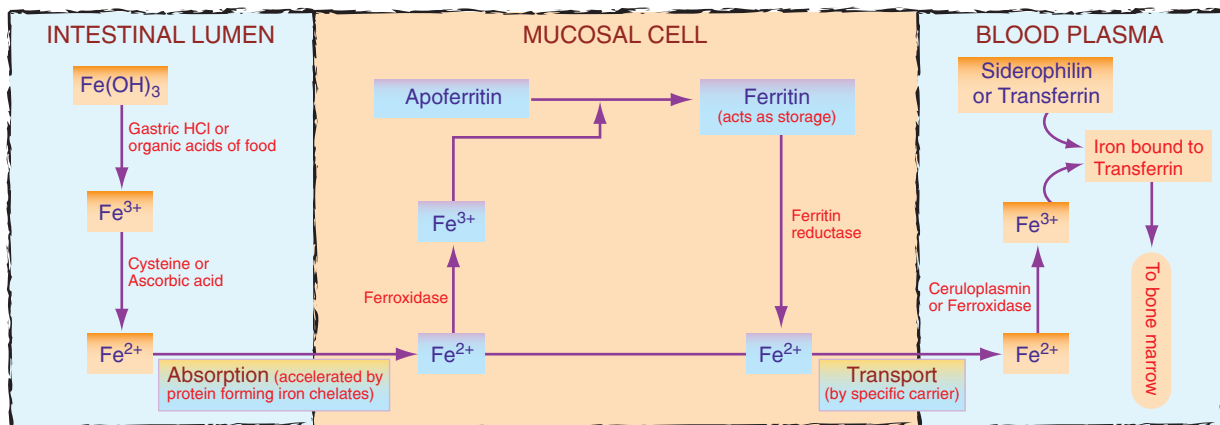 INTESTINAL LUMEN
Fe(OH)₃
Gastric HCl or
organic acids of food
Fe³⁺
Cysteine or
Ascorbic acid
Fe²⁺
Absorption (accelerated by
protein forming iron chelates)
MUCOSAL CELL
Apoferritin
Ferritin
(acts as storage)
Fe³⁺
Ferroxidase
Fe²⁺
Ferritin
reductase
Fe²⁺
Transport
(by specific carrier)
BLOOD PLASMA
Siderophilin
or Transferrin
Iron bound to
Transferrin
Fe³⁺
Ceruloplasmin
or Ferroxidase
Fe²⁺
To bone marrow